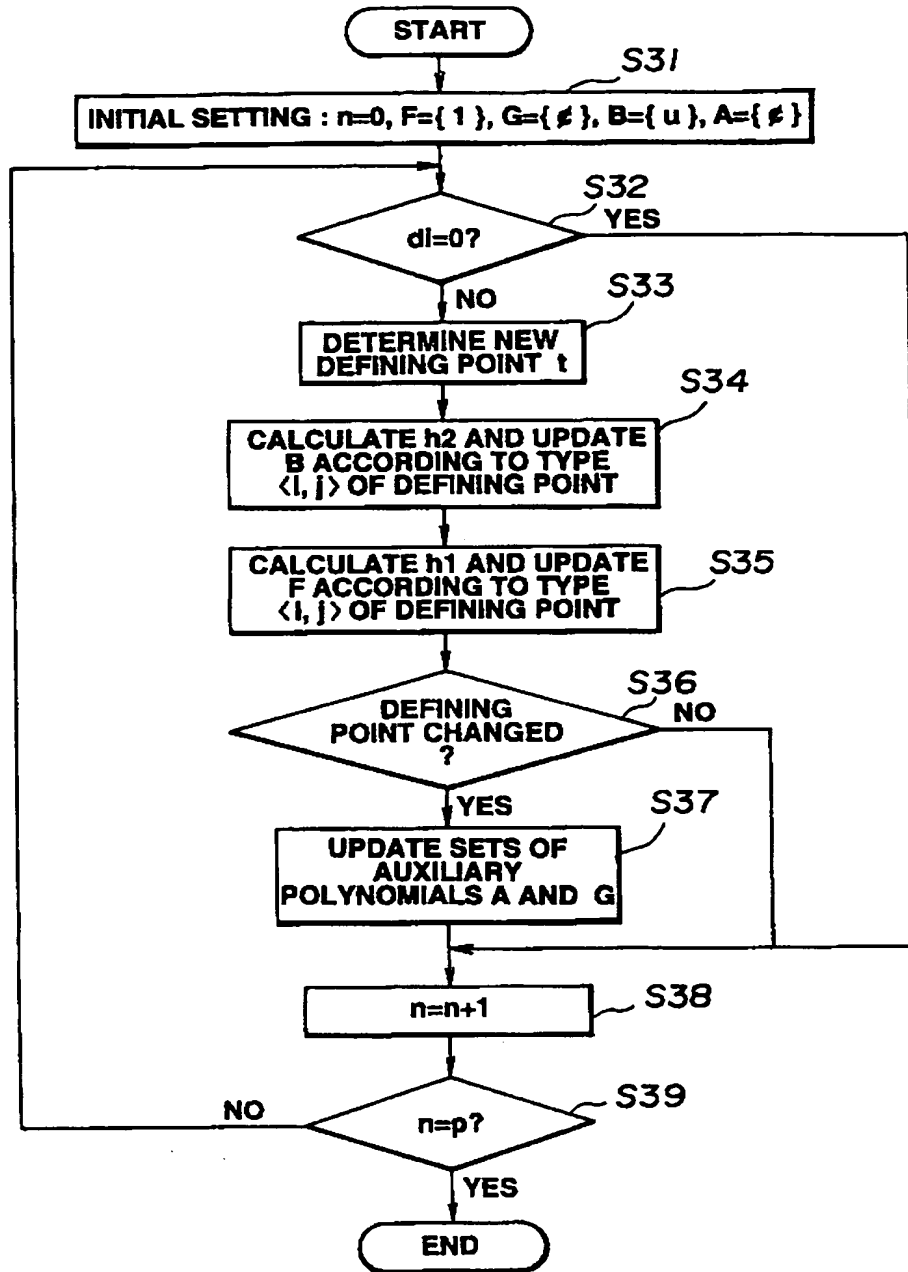 START
S31
INITIAL SETTING : n=0, F={ 1 }, G={ ɇ }, B={ u }, A={ ɇ }
S32
di=0?
YES
NO
S33
DETERMINE NEW
DEFINING POINT t
S34
CALCULATE h2 AND UPDATE
B ACCORDING TO TYPE
<i, j> OF DEFINING POINT
S35
CALCULATE h1 AND UPDATE
F ACCORDING TO TYPE
<i, j> OF DEFINING POINT
S36
DEFINING
POINT CHANGED
?
NO
YES
S37
UPDATE SETS OF
AUXILIARY
POLYNOMIALS A AND G
n=n+1
S38
S39
NO
n=p?
YES
END